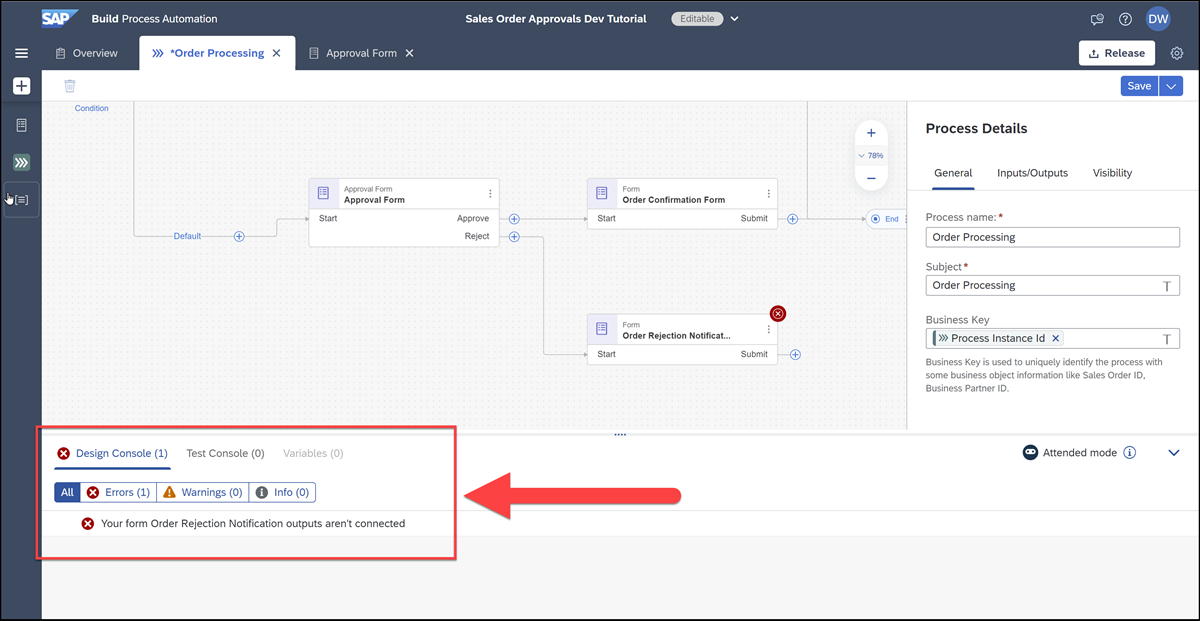 SAP Build Process Automation
Sales Order Approvals Dev Tutorial
Editable
DW
Overview
*Order Processing
Approval Form
Release
Save
Condition
78%
Default
Approval Form
Approval Form
Start
Approve
Reject
Form
Order Confirmation Form
Start
Submit
End
Form
Order Rejection Notificat...
Start
Submit
Process Details
General
Inputs/Outputs
Visibility
Process name:*
Order Processing
Subject*
Order Processing
T
Business Key
Process Instance Id
T
Business Key is used to uniquely identify the process with
some business object information like Sales Order ID,
Business Partner ID.
Design Console (1)
Test Console (0)
Variables (0)
Attended mode
All
Errors (1)
Warnings (0)
Info (0)
Your form Order Rejection Notification outputs aren't connected